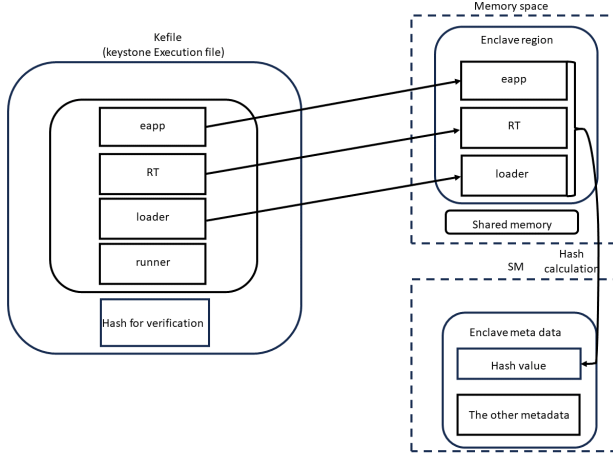 Memory space
Kefile
(keystone Execution file)
Enclave region
eapp
RT
loader
runner
Hash for verification
eapp
RT
loader
Shared memory
Hash
calculation
SM
Enclave meta data
Hash value
The other metadata